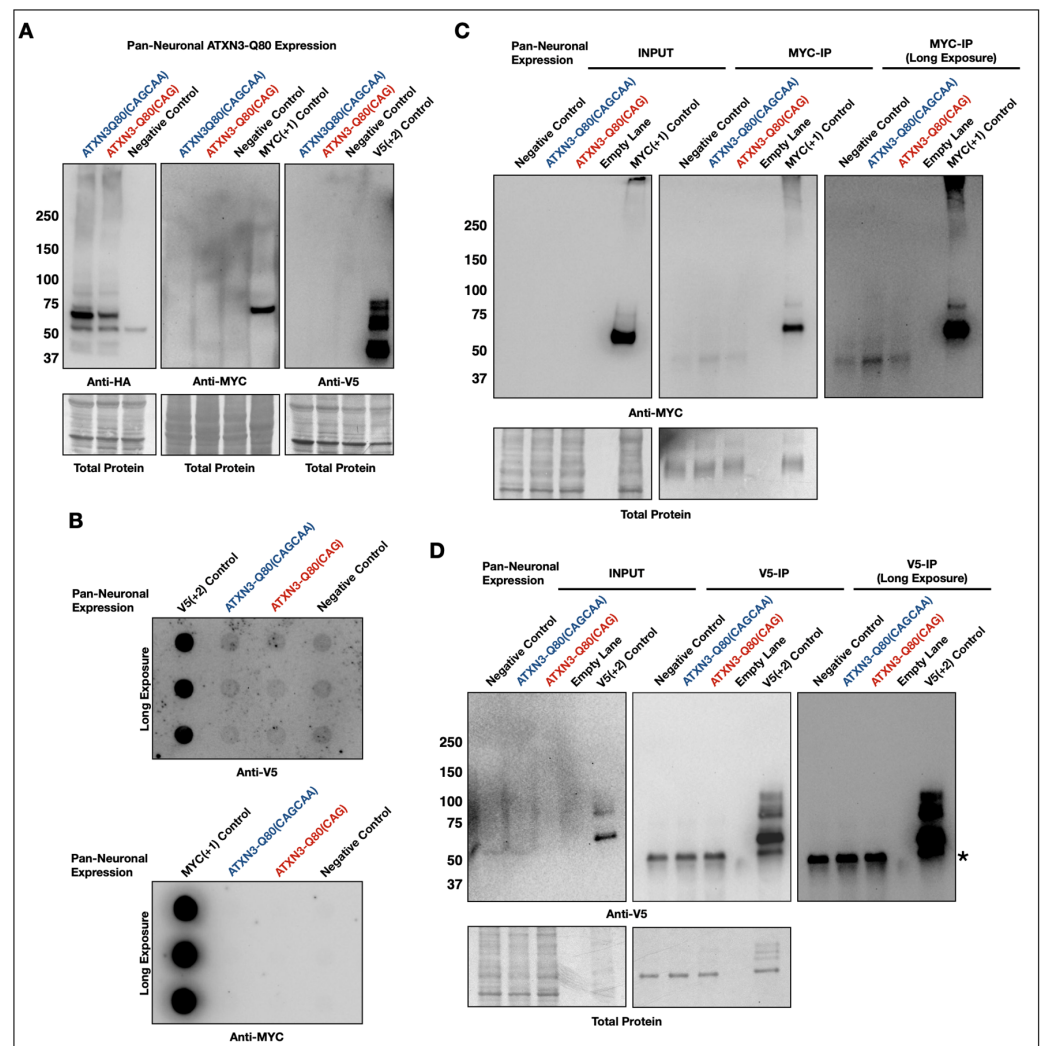 A
Pan-Neuronal ATXN3-Q80 Expression
ATXN3Q80(CAGCAA)
ATXN3-Q80(CAG)
Negative Control
ATXN3Q80(CAGCAA)
ATXN3-Q80(CAG)
Negative Control
MYC(+1) Control
ATXN3Q80(CAGCAA)
ATXN3-Q80(CAG)
Negative Control
V5(+2) Control
250
150
100
75
50
37
Anti-HA
Anti-MYC
Anti-V5
Total Protein
Total Protein
Total Protein
B
Pan-Neuronal
Expression
V5(+2) Control
ATXN3-Q80(CAGCAA)
ATXN3-Q80(CAG)
Negative Control
Long Exposure
Anti-V5
Pan-Neuronal
Expression
MYC(+1) Control
ATXN3-Q80(CAGCAA)
ATXN3-Q80(CAG)
Negative Control
Long Exposure
Anti-MYC
C
Pan-Neuronal
Expression
INPUT
MYC-IP
MYC-IP
(Long Exposure)
Negative Control
ATXN3-Q80(CAGCAA)
ATXN3-Q80(CAG)
Empty Lane
MYC(+1) Control
Negative Control
ATXN3-Q80(CAGCAA)
ATXN3-Q80(CAG)
Empty Lane
MYC(+1) Control
Negative Control
ATXN3-Q80(CAGCAA)
ATXN3-Q80(CAG)
Empty Lane
MYC(+1) Control
250
150
100
75
50
37
Anti-MYC
Total Protein
D
Pan-Neuronal
Expression
INPUT
V5-IP
V5-IP
(Long Exposure)
Negative Control
ATXN3-Q80(CAGCAA)
ATXN3-Q80(CAG)
Empty Lane
V5(+2) Control
Negative Control
ATXN3-Q80(CAGCAA)
ATXN3-Q80(CAG)
Empty Lane
V5(+2) Control
Negative Control
ATXN3-Q80(CAGCAA)
ATXN3-Q80(CAG)
Empty Lane
V5(+2) Control
250
150
100
75
50
37
*
Anti-V5
Total Protein